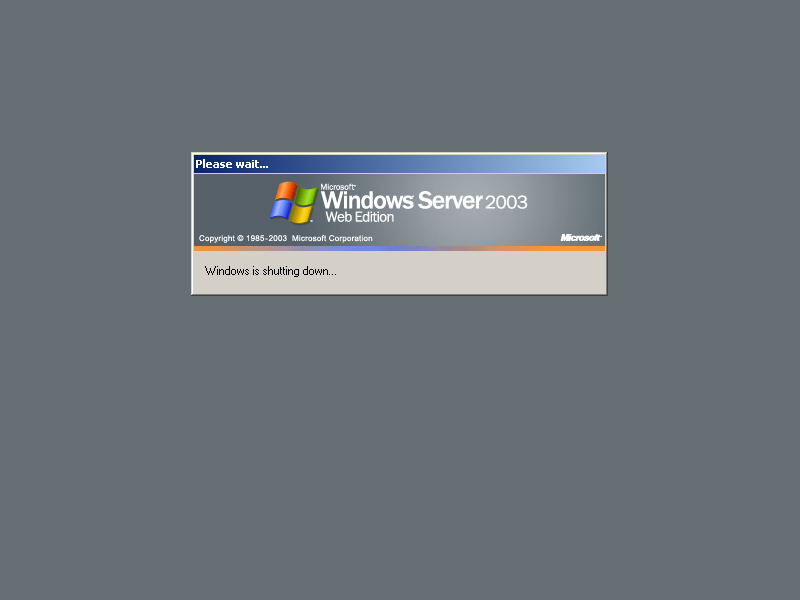 Please wait...
Microsoft®
Windows Server 2003
Web Edition
Copyright © 1985-2003 Microsoft Corporation
Microsoft®
Windows is shutting down...